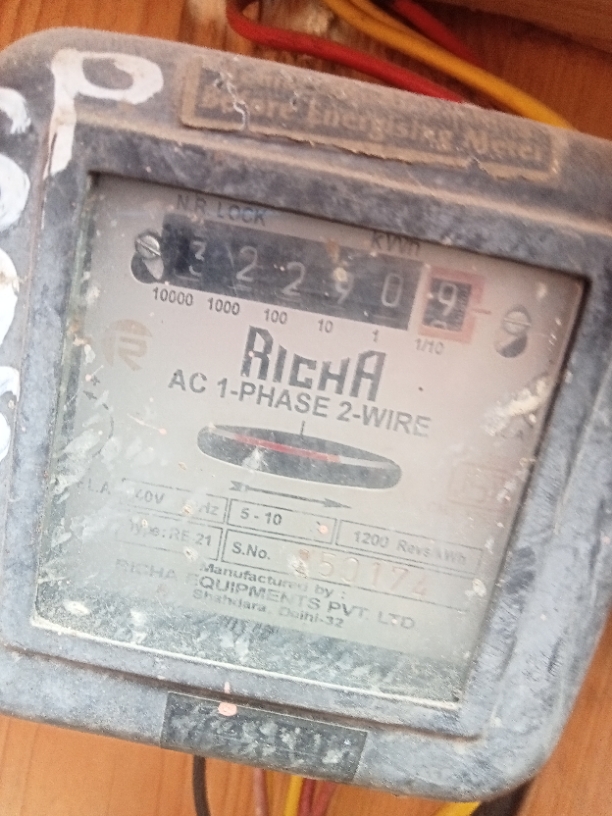 P
Before Energising Meter
N.R. LOCK kWh
3 2 2 9 0 9
10000 1000 100 10 1 1/10
RICHA
AC 1-PHASE 2-WIRE
40V Hz 5-10 1200 Revs/kWh
Type: RE 21 S.No. 50174
Manufactured by :
RICHA EQUIPMENTS PVT. LTD
Shahdara, Delhi-32